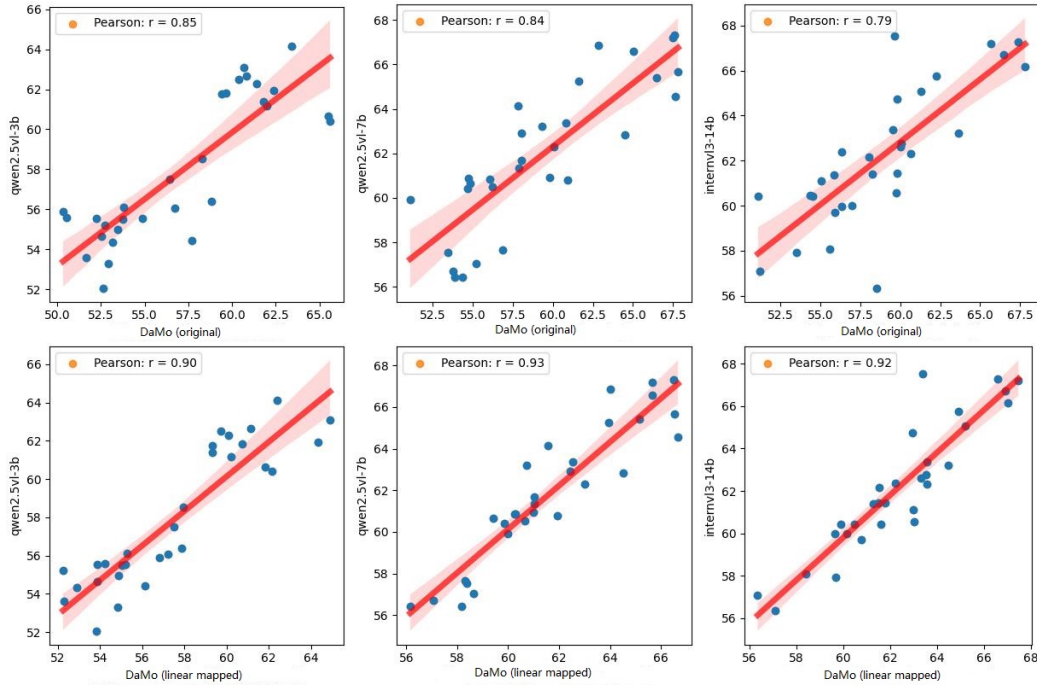 Pearson: r = 0.85
qwen2.5vl-3b
66
64
62
60
58
56
54
52
50.0 52.5 55.0 57.5 60.0 62.5 65.0
DaMo (original)
Pearson: r = 0.84
qwen2.5vl-7b
68
66
64
62
60
58
56
52.5 55.0 57.5 60.0 62.5 65.0 67.5
DaMo (original)
Pearson: r = 0.79
internvl3-14b
68
66
64
62
60
58
56
52.5 55.0 57.5 60.0 62.5 65.0 67.5
DaMo (original)
Pearson: r = 0.90
qwen2.5vl-3b
66
64
62
60
58
56
54
52
52 54 56 58 60 62 64
DaMo (linear mapped)
Pearson: r = 0.93
qwen2.5vl-7b
68
66
64
62
60
58
56
56 58 60 62 64 66
DaMo (linear mapped)
Pearson: r = 0.92
internvl3-14b
68
66
64
62
60
58
56
56 58 60 62 64 66 68
DaMo (linear mapped)